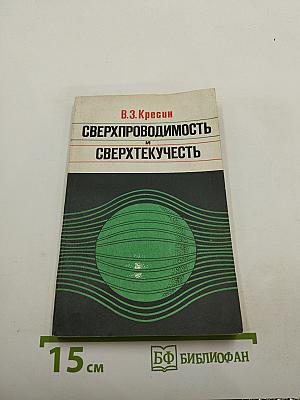 В.З.Кресин
СВЕРХПРОВОДИМОСТЬ
и
СВЕРХТЕКУЧЕСТЬ
15 см
БФ БИБЛИОФАН